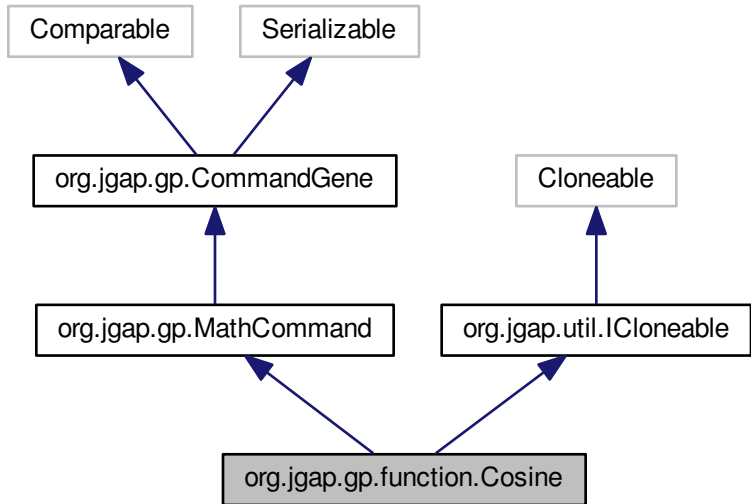 Comparable
Serializable
org.jgap.gp.CommandGene
Cloneable
org.jgap.gp.MathCommand
org.jgap.util.ICloneable
org.jgap.gp.function.Cosine